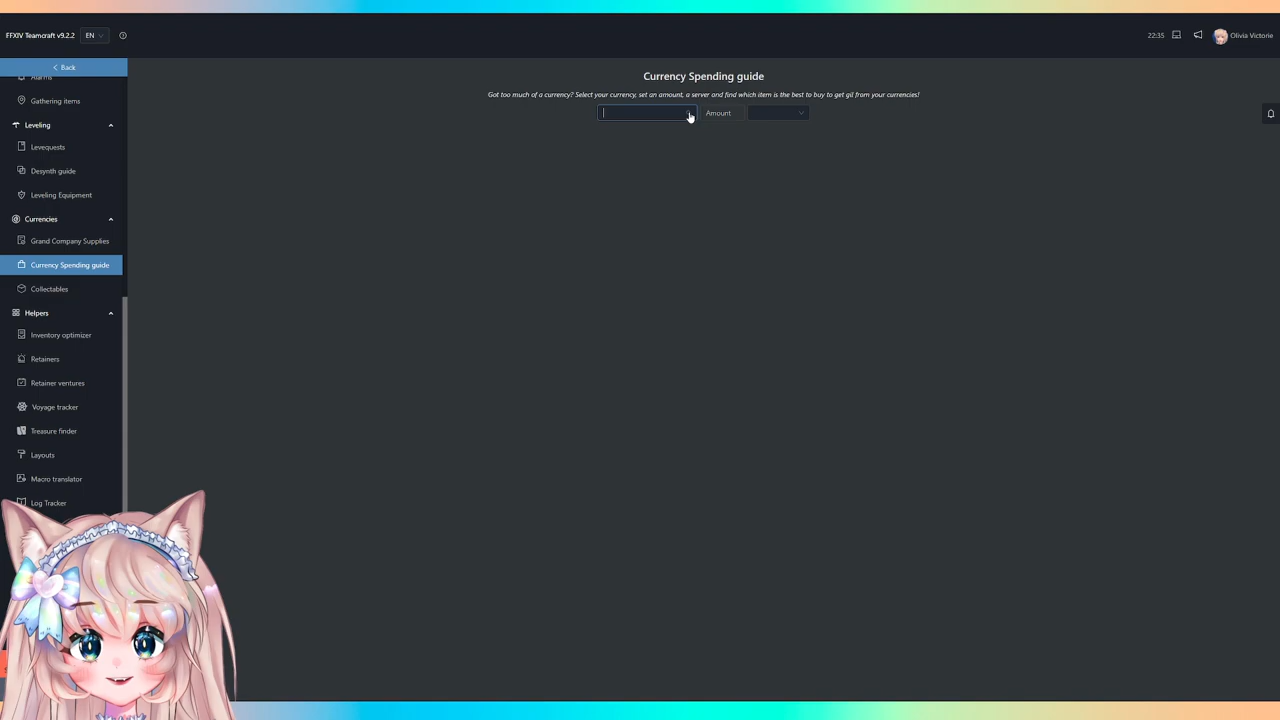 FFXIV Teamcraft v9.2.2
EN
22:35
Olivia Victorie
Back
Alarms
Gathering items
Leveling
Levequests
Desynth guide
Leveling Equipment
Currencies
Grand Company Supplies
Currency Spending guide
Collectables
Helpers
Inventory optimizer
Retainers
Retainer ventures
Voyage tracker
Treasure finder
Layouts
Macro translator
Log Tracker
Currency Spending guide
Got too much of a currency? Select your currency, set an amount, a server and find which item is the best to buy to get gil from your currencies!
Amount